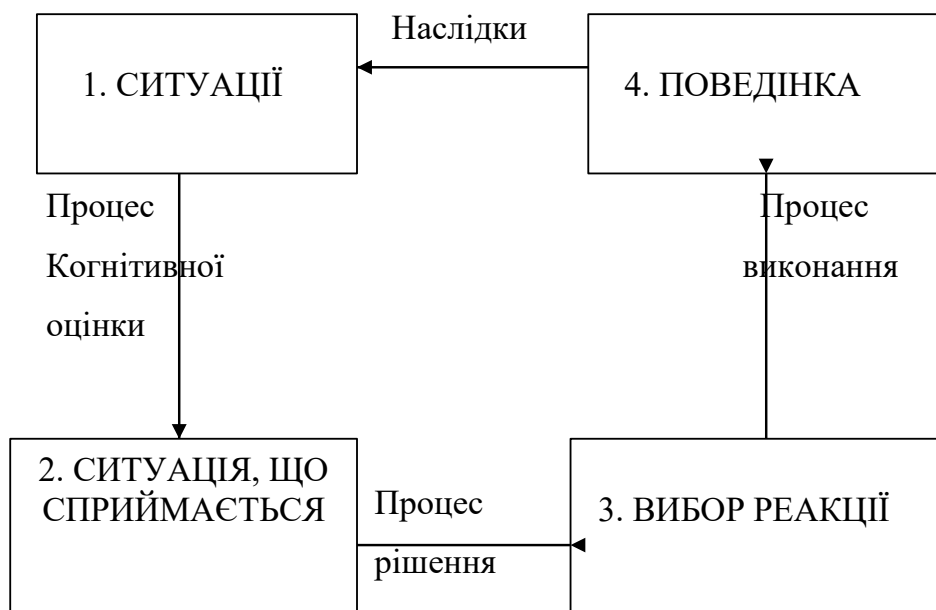 Наслідки
1. СИТУАЦІЇ
4. ПОВЕДІНКА
Процес
Когнітивної
оцінки
Процес
виконання
2. СИТУАЦІЯ, ЩО
СПРИЙМАЄТЬСЯ
Процес
рішення
3. ВИБОР РЕАКЦІЇ